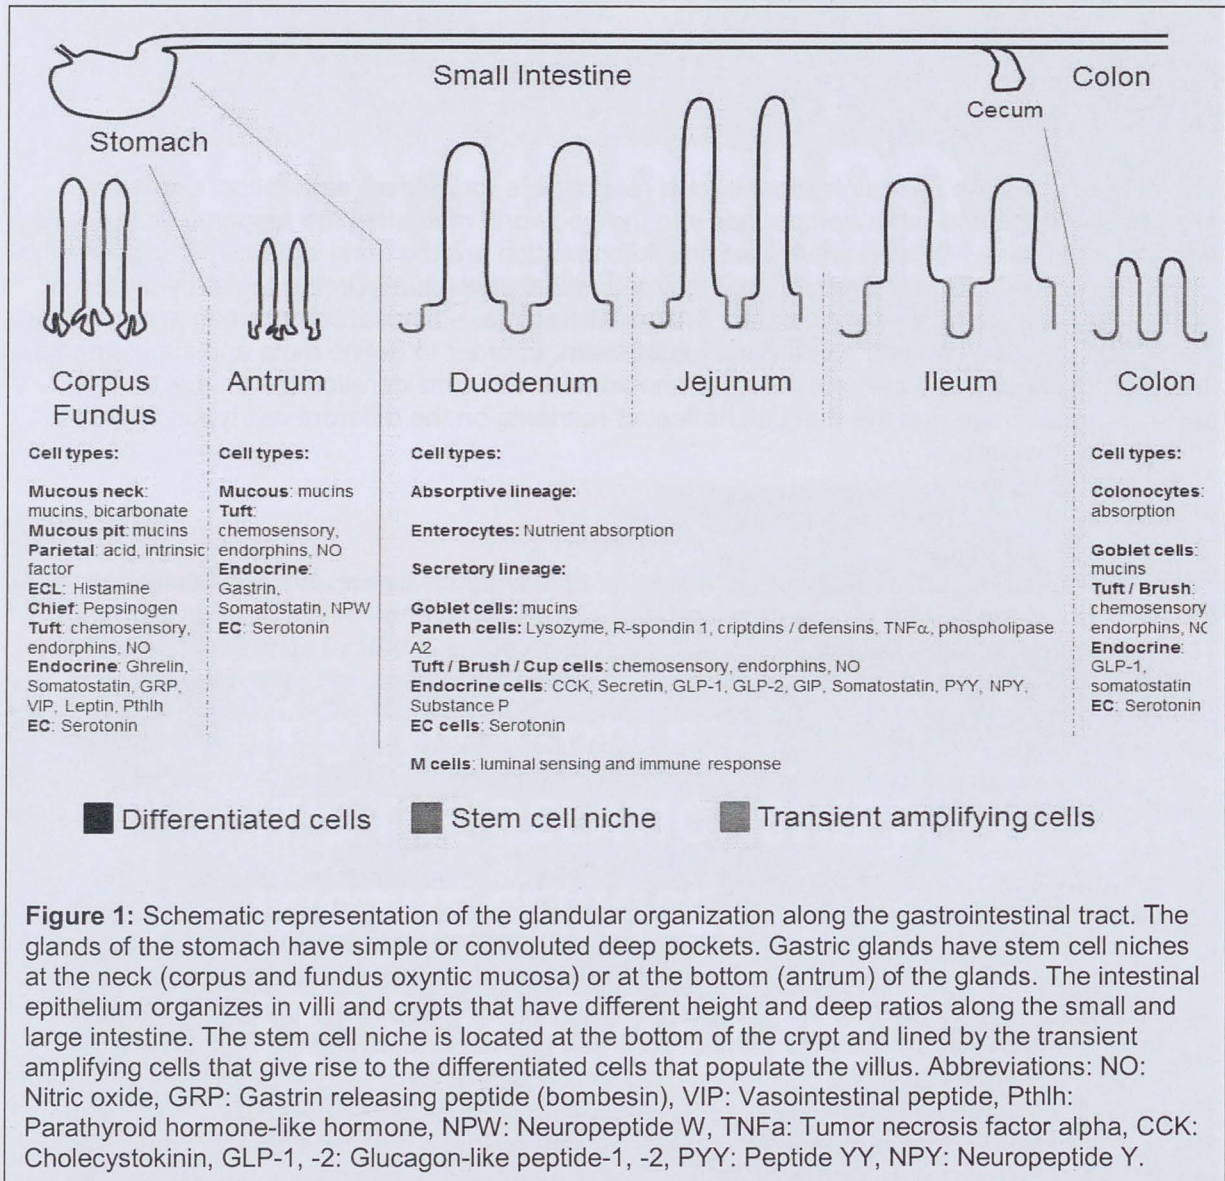 Small Intestine
Colon
Cecum
Stomach
Corpus
Fundus
Antrum
Duodenum
Jejunum
Ileum
Colon
Cell types:
Mucous neck:
mucins, bicarbonate
Mucous pit: mucins
Parietal: acid, intrinsic
factor
ECL: Histamine
Chief: Pepsinogen
Tuft: chemosensory,
endorphins, NO
Endocrine: Ghrelin,
Somatostatin, GRP,
VIP, Leptin, Pthlh
EC: Serotonin
Cell types:
Mucous: mucins
Tuft:
chemosensory,
endorphins, NO
Endocrine:
Gastrin,
Somatostatin, NPW
EC: Serotonin
Cell types:
Absorptive lineage:
Enterocytes: Nutrient absorption
Secretory lineage:
Goblet cells: mucins
Paneth cells: Lysozyme, R-spondin 1, criptdins / defensins, TNFα, phospholipase
A2
Tuft / Brush / Cup cells: chemosensory, endorphins, NO
Endocrine cells: CCK, Secretin, GLP-1, GLP-2, GIP, Somatostatin, PYY, NPY,
Substance P
EC cells: Serotonin
M cells: luminal sensing and immune response
Cell types:
Colonocytes:
absorption
Goblet cells:
mucins
Tuft / Brush:
chemosensory
endorphins, NC
Endocrine:
GLP-1,
somatostatin
EC: Serotonin
Differentiated cells
Stem cell niche
Transient amplifying cells
Figure 1: Schematic representation of the glandular organization along the gastrointestinal tract. The
glands of the stomach have simple or convoluted deep pockets. Gastric glands have stem cell niches
at the neck (corpus and fundus oxyntic mucosa) or at the bottom (antrum) of the glands. The intestinal
epithelium organizes in villi and crypts that have different height and deep ratios along the small and
large intestine. The stem cell niche is located at the bottom of the crypt and lined by the transient
amplifying cells that give rise to the differentiated cells that populate the villus. Abbreviations: NO:
Nitric oxide, GRP: Gastrin releasing peptide (bombesin), VIP: Vasointestinal peptide, Pthlh:
Parathyroid hormone-like hormone, NPW: Neuropeptide W, TNFa: Tumor necrosis factor alpha, CCK:
Cholecystokinin, GLP-1, -2: Glucagon-like peptide-1, -2, PYY: Peptide YY, NPY: Neuropeptide Y.